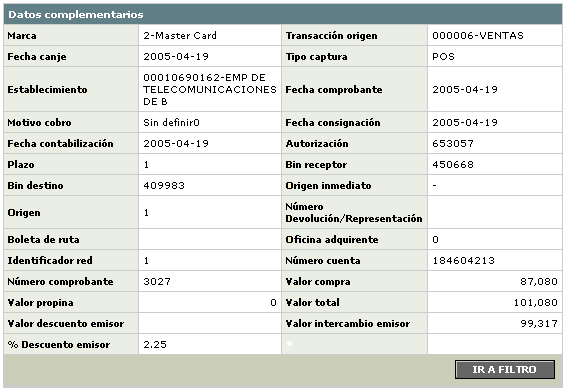 Datos complementarios
Marca 2-Master Card Transacción origen 000006-VENTAS
Fecha canje 2005-04-19 Tipo captura POS
Establecimiento 00010690162-EMP DE TELECOMUNICACIONES DE B Fecha comprobante 2005-04-19
Motivo cobro Sin definir0 Fecha consignación 2005-04-19
Fecha contabilización 2005-04-19 Autorización 653057
Plazo 1 Bin receptor 450668
Bin destino 409983 Origen inmediato -
Origen 1 Número Devolución/Representación
Boleta de ruta Oficina adquirente 0
Identificador red 1 Número cuenta 184604213
Número comprobante 3027 Valor compra 87,080
Valor propina 0 Valor total 101,080
Valor descuento emisor Valor intercambio emisor 99,317
% Descuento emisor 2.25
IR A FILTRO